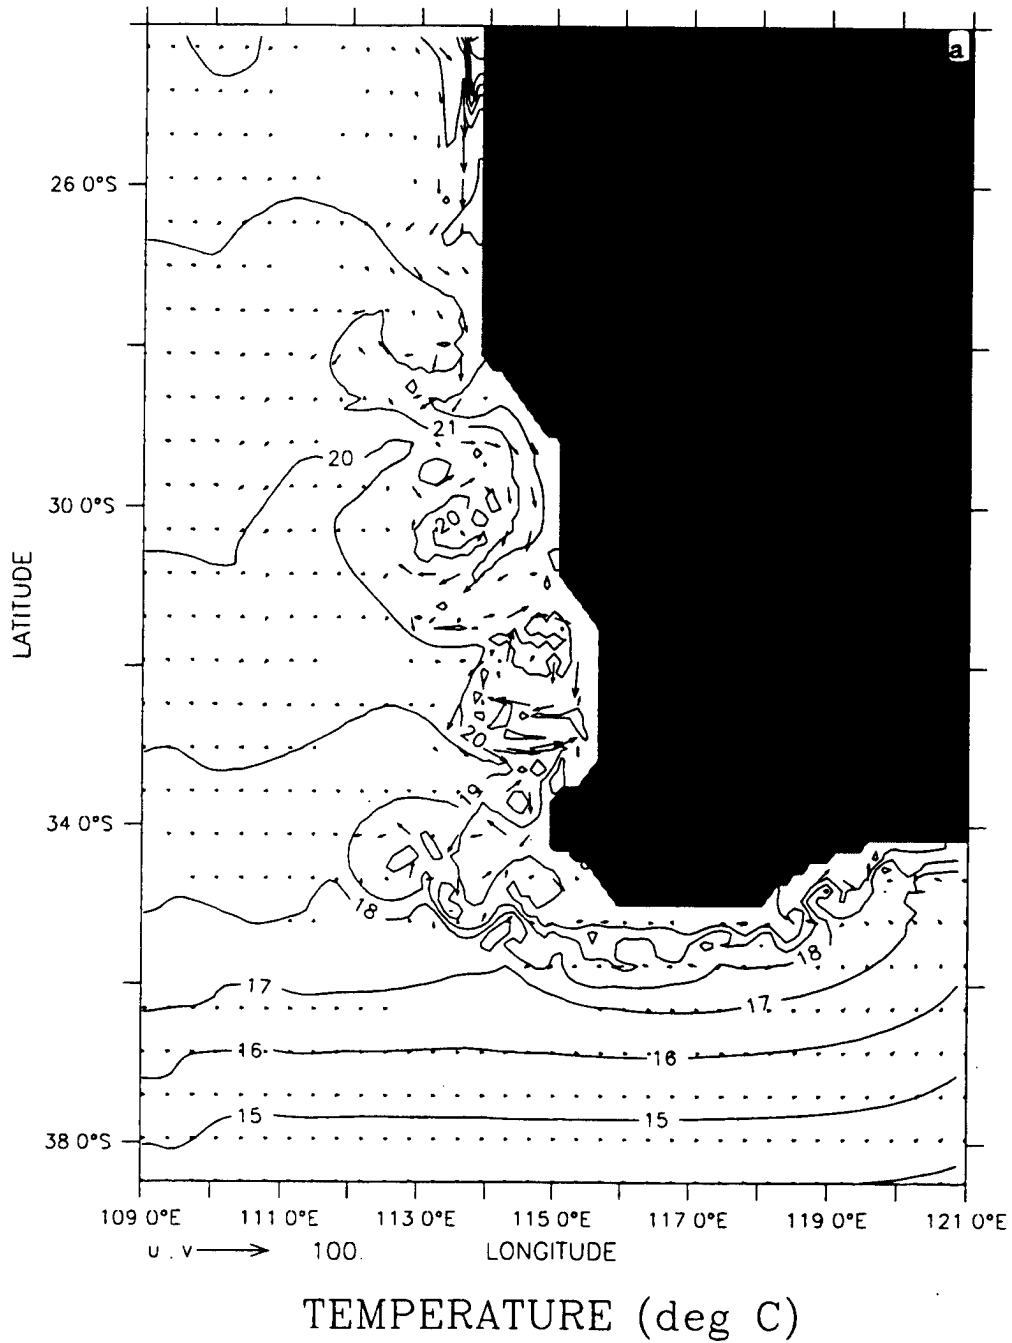 a
26 0°S
21
20
30 0°S
20
LATITUDE
20
19
34 0°S
18
18
17
17
16
16
15
15
38 0°S
109 0°E 111 0°E 113 0°E 115 0°E 117 0°E 119 0°E 121 0°E
u . v 100. LONGITUDE
TEMPERATURE (deg C)